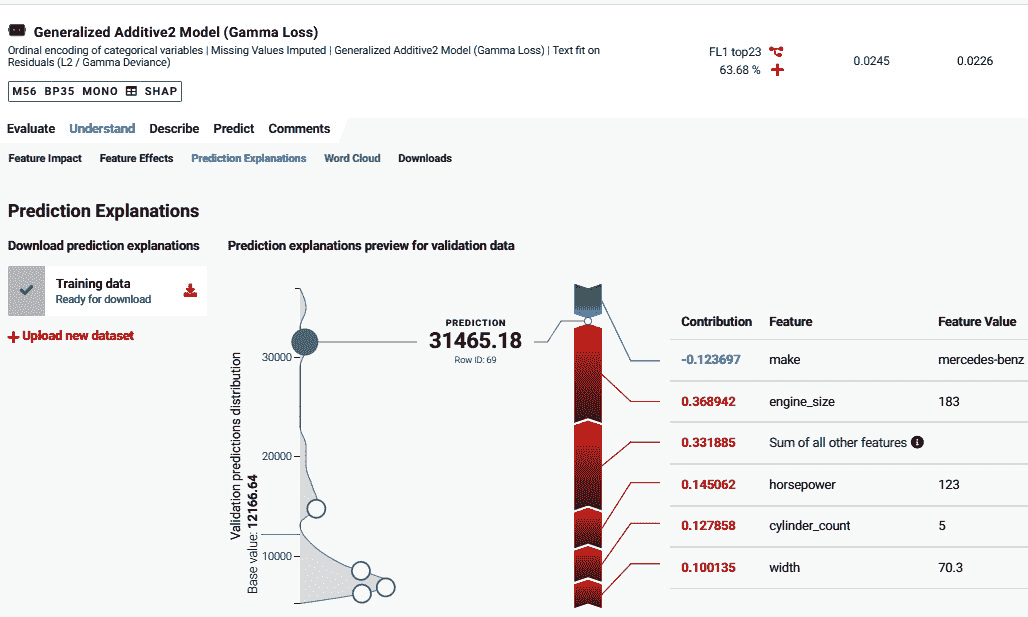 Generalized Additive2 Model (Gamma Loss)
Ordinal encoding of categorical variables | Missing Values Imputed | Generalized Additive2 Model (Gamma Loss) | Text fit on
Residuals (L2 / Gamma Deviance)
FL1 top23
63.68 %
0.0245
0.0226
M56 BP35 MONO SHAP
Evaluate Understand Describe Predict Comments
Feature Impact Feature Effects Prediction Explanations Word Cloud Downloads
Prediction Explanations
Download prediction explanations
Training data
Ready for download
+ Upload new dataset
Prediction explanations preview for validation data
Validation predictions distribution
Base value: 12166.64
30000
20000
10000
PREDICTION
31465.18
Row ID: 69
Contribution Feature Feature Value
-0.123697 make mercedes-benz
0.368942 engine_size 183
0.331885 Sum of all other features
0.145062 horsepower 123
0.127858 cylinder_count 5
0.100135 width 70.3